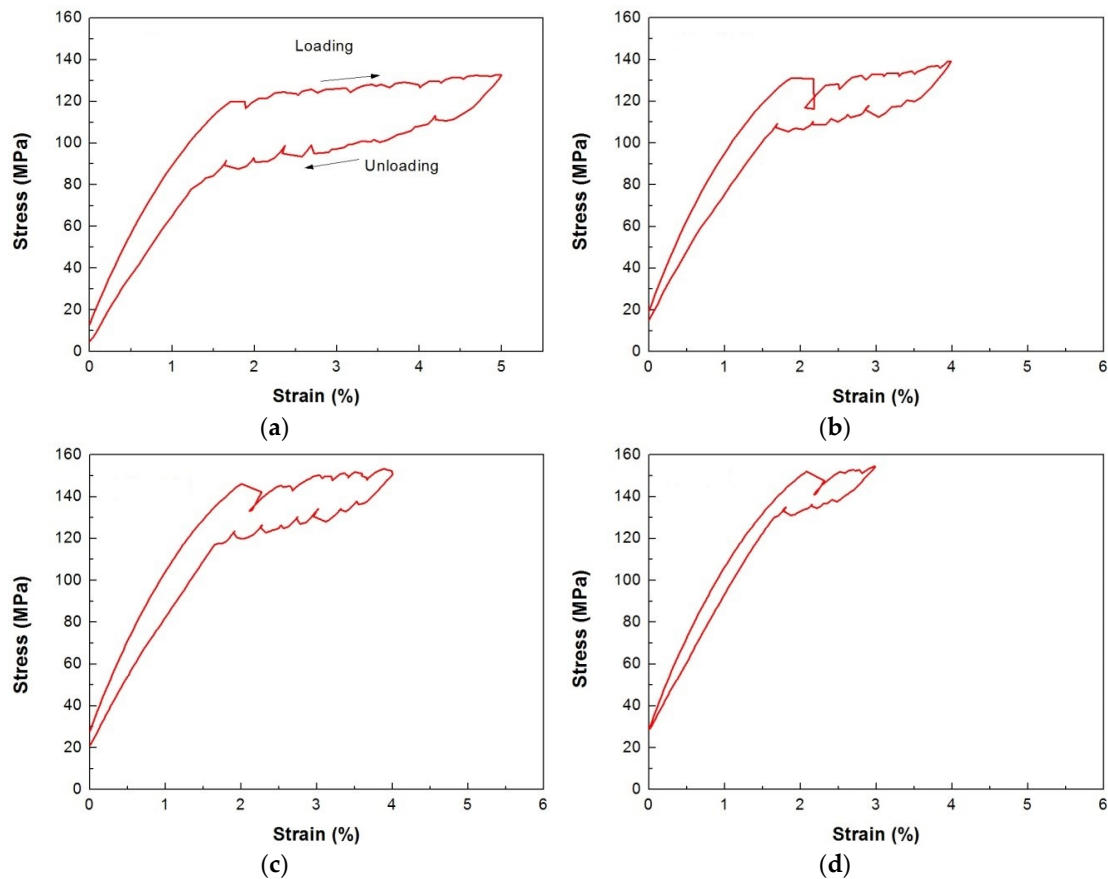 160
140
120
100
80
60
40
20
0
Stress (MPa)
Loading
Unloading
0 1 2 3 4 5
Strain (%)
(a)
160
140
120
100
80
60
40
20
0
Stress (MPa)
0 1 2 3 4 5 6
Strain (%)
(b)
160
140
120
100
80
60
40
20
0
Stress (MPa)
0 1 2 3 4 5 6
Strain (%)
(c)
160
140
120
100
80
60
40
20
0
Stress (MPa)
0 1 2 3 4 5 6
Strain (%)
(d)